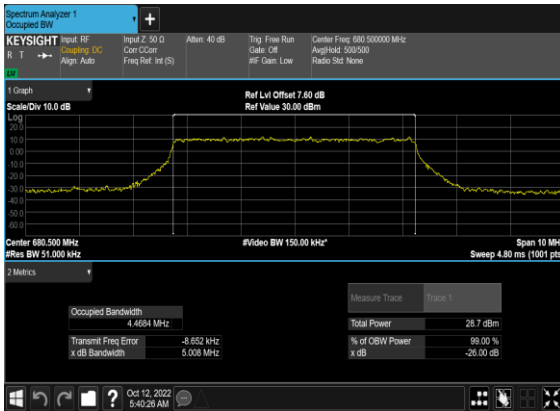 Spectrum Analyzer 1
Occupied BW
+
KEYSIGHT
R T
LXI
Input: RF
Coupling: DC
Align: Auto
Input Z: 50 Ω
Corr CCorr
Freq Ref: Int (S)
Atten: 40 dB
Trig: Free Run
Gate: Off
#IF Gain: Low
Center Freq: 680.500000 MHz
Avg|Hold: 500/500
Radio Std: None
1 Graph
Scale/Div 10.0 dB
Ref Lvl Offset 7.60 dB
Ref Value 30.00 dBm
Log
20.0
10.0
0.00
-10.0
-20.0
-30.0
-40.0
-50.0
-60.0
Center 680.500 MHz
#Res BW 51.000 kHz
#Video BW 150.00 kHz*
Span 10 MH
Sweep 4.80 ms (1001 pts
2 Metrics
Measure Trace Trace 1
Occupied Bandwidth
4.4684 MHz
Total Power 28.7 dBm
Transmit Freq Error -8.652 kHz
% of OBW Power 99.00 %
x dB Bandwidth 5.008 MHz
x dB -26.00 dB
?
Oct 12, 2022
5:40:26 AM